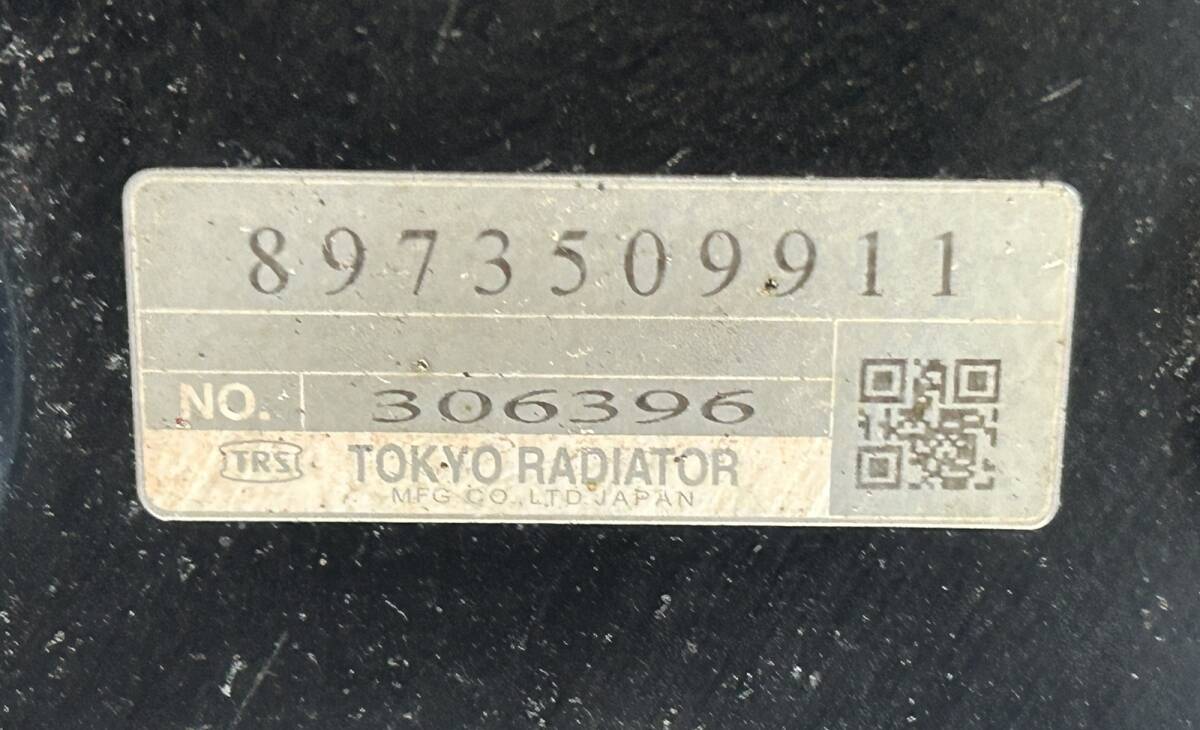 8973509911
NO. 306396
TRS TOKYO RADIATOR
MFG CO.,LTD.JAPAN